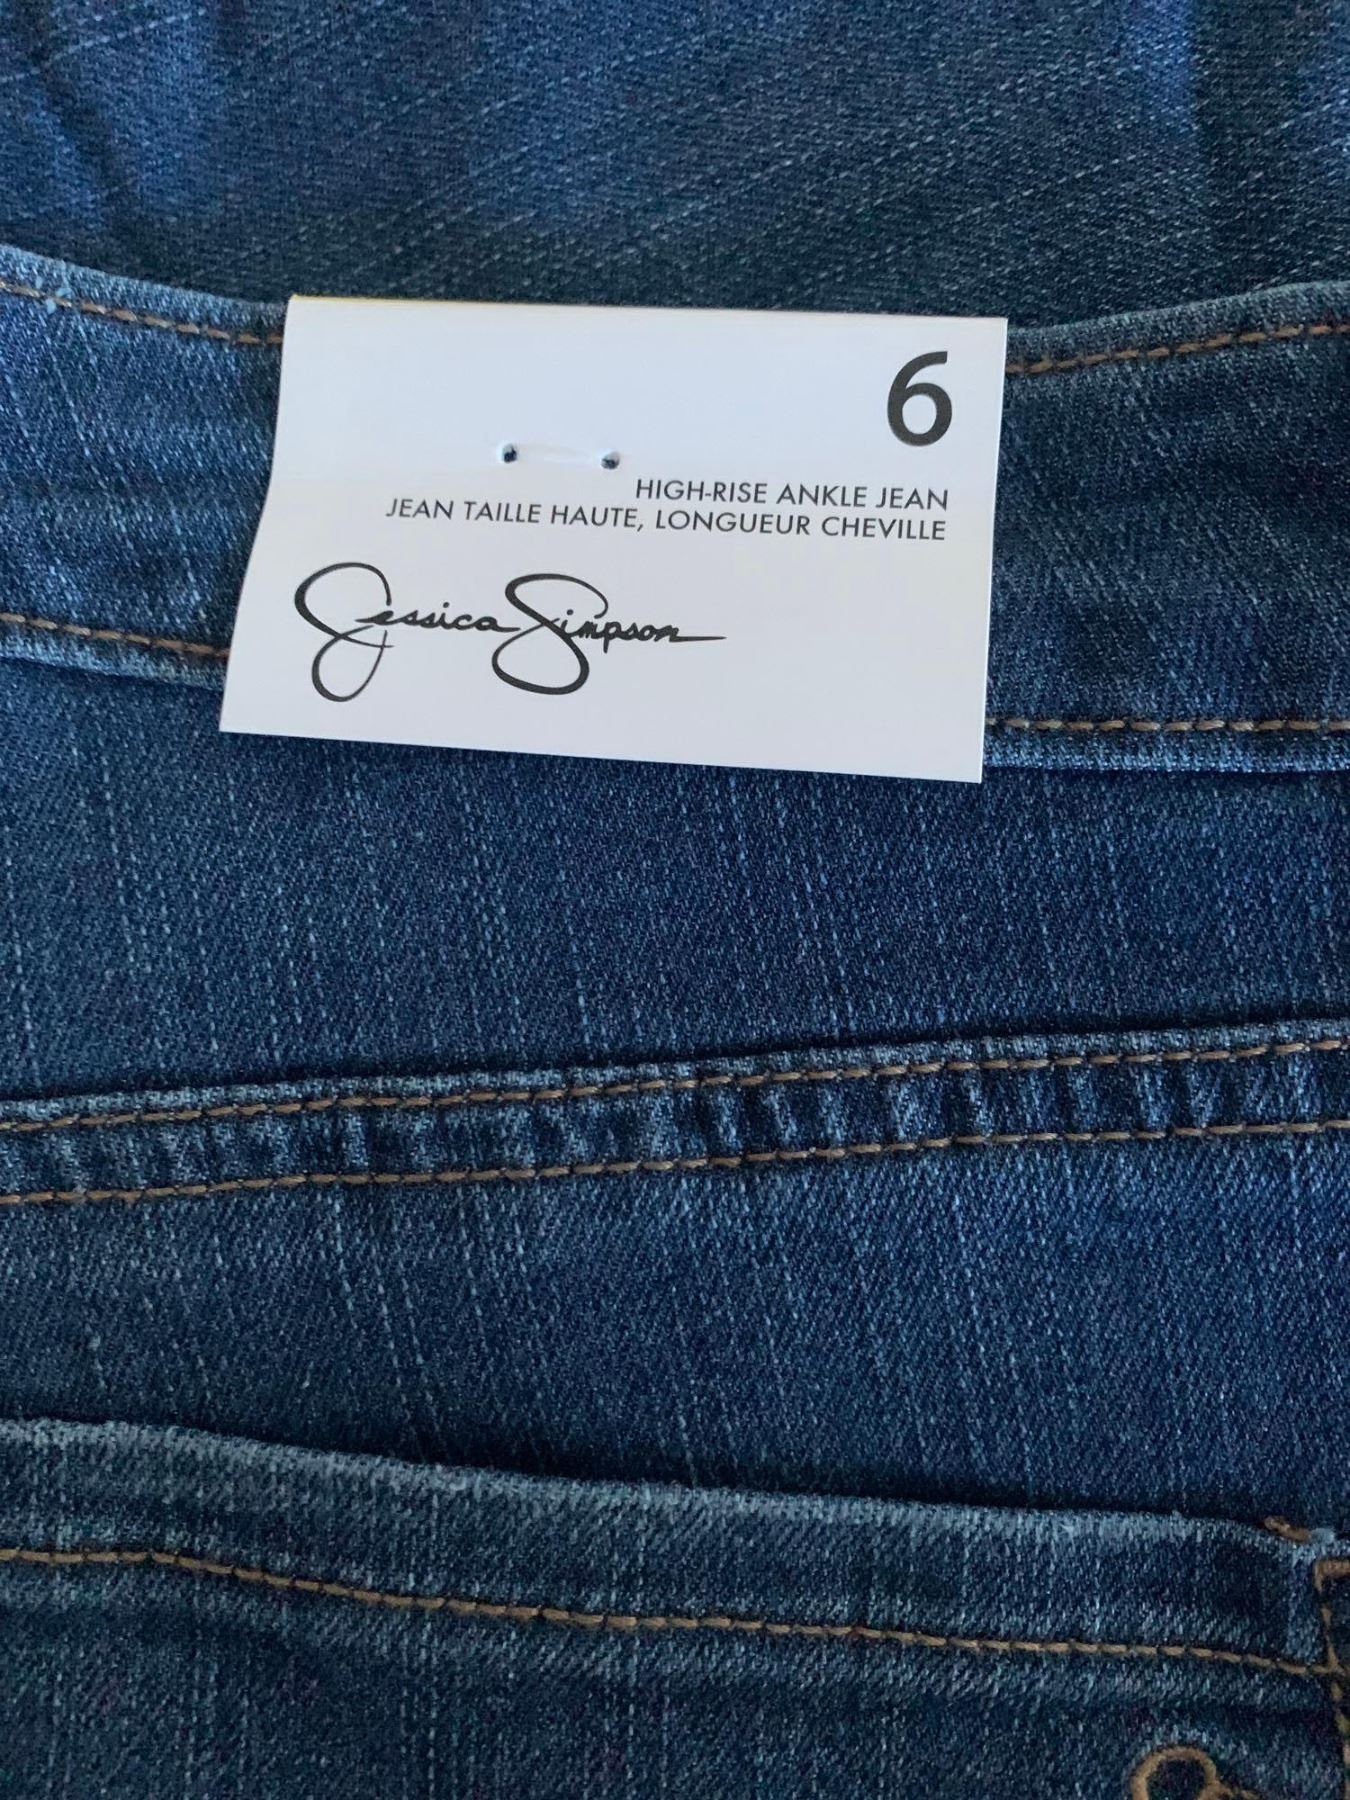 6
HIGH-RISE ANKLE JEAN
JEAN TAILLE HAUTE, LONGUEUR CHEVILLE
Jessica Simpson